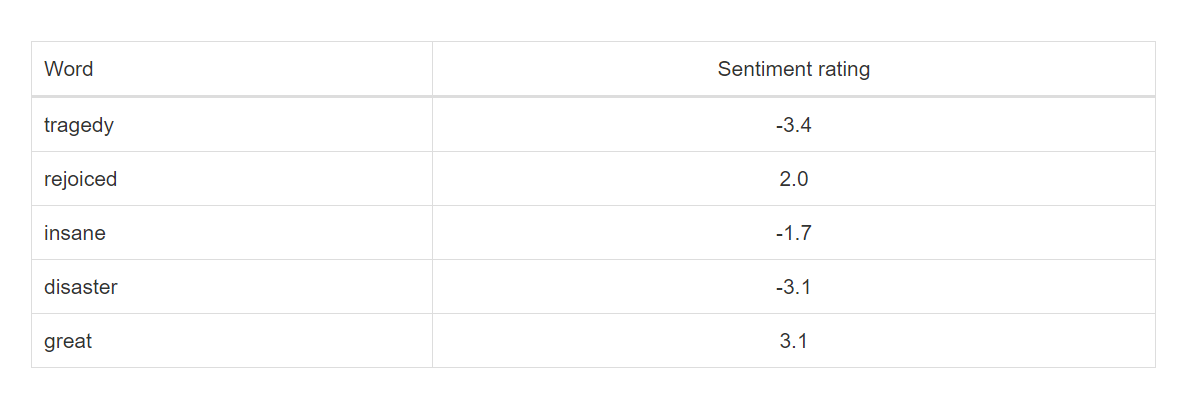 Word Sentiment rating
tragedy -3.4
rejoiced 2.0
insane -1.7
disaster -3.1
great 3.1